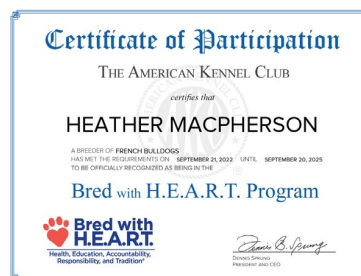 Certificate of Participation
THE AMERICAN KENNEL CLUB
certifies that
HEATHER MACPHERSON
A BREEDER OF FRENCH BULLDOGS
HAS MET THE REQUIREMENTS ON SEPTEMBER 21, 2022 UNTIL SEPTEMBER 20, 2025
TO BE OFFICIALLY RECOGNIZED AS BEING IN THE
Bred with H.E.A.R.T. Program
Bred with
H.E.A.R.T.
Health, Education, Accountability,
Responsibility, and Tradition®
Dennis B. Sprung
DENNIS SPRUNG
PRESIDENT AND CEO